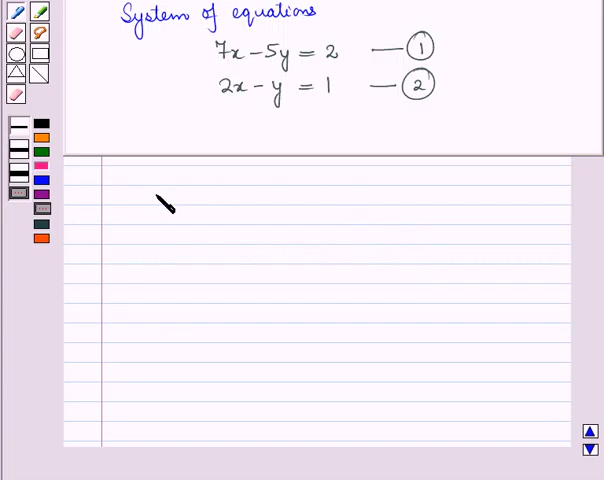 System of equations
7x - 5y = 2 — 1
2x - y = 1 — 2